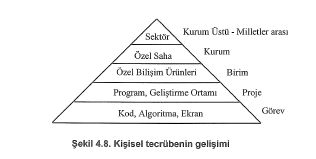 Sektör Kurum Üstü - Milletler arası
Özel Saha Kurum
Özel Bilişim Ürünleri Birim
Program, Geliştirme Ortamı Proje
Kod, Algoritma, Ekran Görev
Şekil 4.8. Kişisel tecrübenin gelişimi